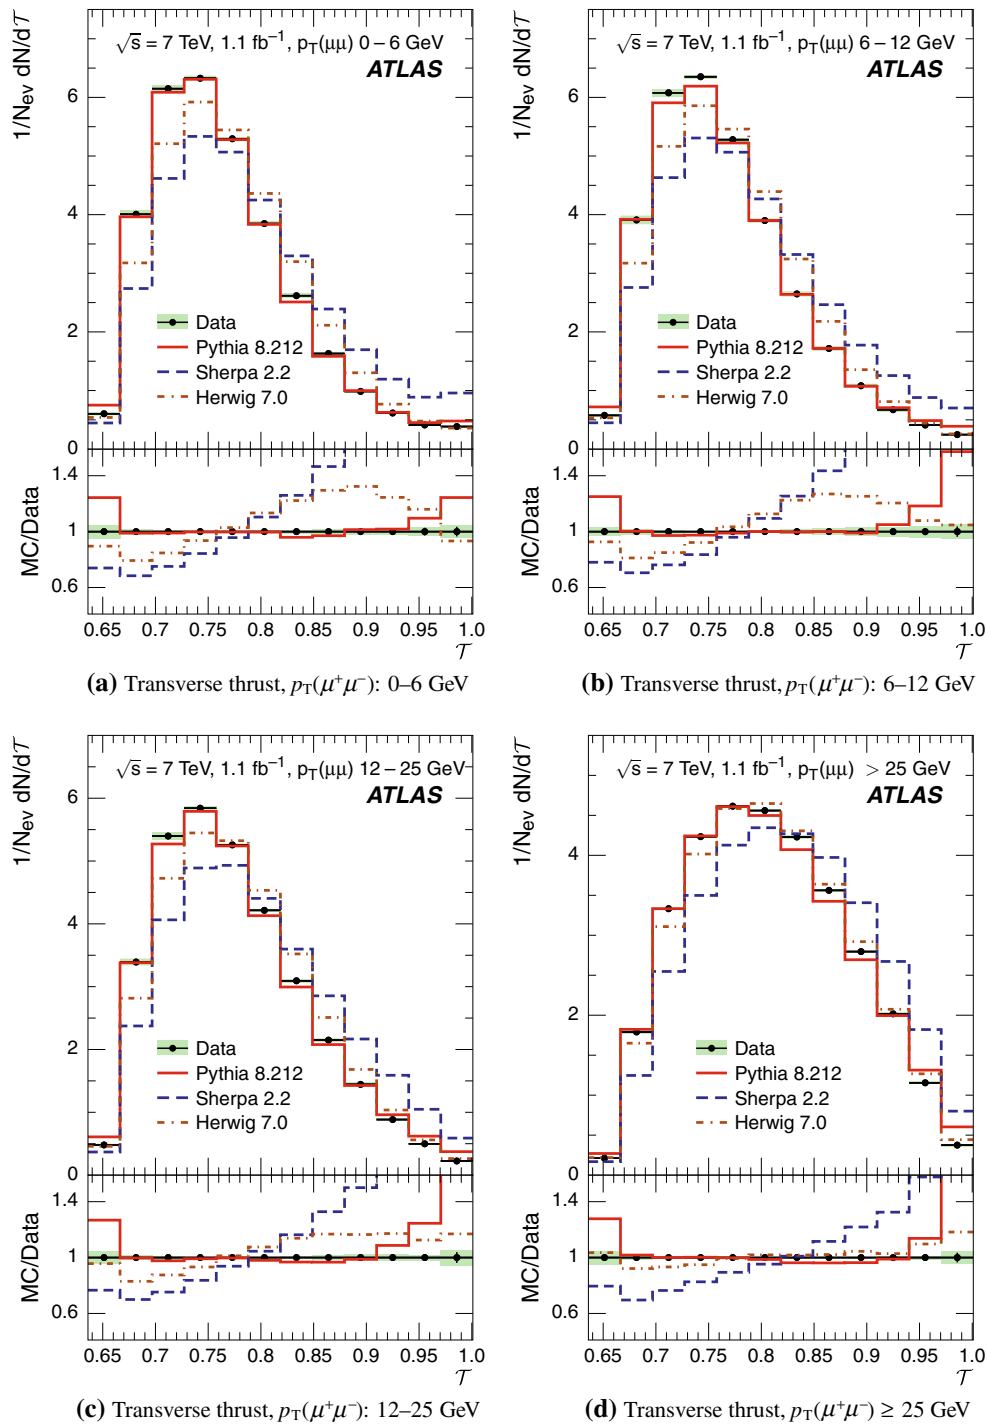 1/N_ev dN/dT
√s = 7 TeV, 1.1 fb⁻¹, p_T(μμ) 0 – 6 GeV
ATLAS
6
4
2
0
Data
Pythia 8.212
Sherpa 2.2
Herwig 7.0
MC/Data
1.4
1
0.6
0.65 0.7 0.75 0.8 0.85 0.9 0.95 1.0
T
(a) Transverse thrust, p_T(μ⁺μ⁻): 0–6 GeV
1/N_ev dN/dT
√s = 7 TeV, 1.1 fb⁻¹, p_T(μμ) 6 – 12 GeV
ATLAS
6
4
2
0
Data
Pythia 8.212
Sherpa 2.2
Herwig 7.0
MC/Data
1.4
1
0.6
0.65 0.7 0.75 0.8 0.85 0.9 0.95 1.0
T
(b) Transverse thrust, p_T(μ⁺μ⁻): 6–12 GeV
1/N_ev dN/dT
√s = 7 TeV, 1.1 fb⁻¹, p_T(μμ) 12 – 25 GeV
ATLAS
6
4
2
0
Data
Pythia 8.212
Sherpa 2.2
Herwig 7.0
MC/Data
1.4
1
0.6
0.65 0.7 0.75 0.8 0.85 0.9 0.95 1.0
T
(c) Transverse thrust, p_T(μ⁺μ⁻): 12–25 GeV
1/N_ev dN/dT
√s = 7 TeV, 1.1 fb⁻¹, p_T(μμ) > 25 GeV
ATLAS
4
2
0
Data
Pythia 8.212
Sherpa 2.2
Herwig 7.0
MC/Data
1.4
1
0.6
0.65 0.7 0.75 0.8 0.85 0.9 0.95 1.0
T
(d) Transverse thrust, p_T(μ⁺μ⁻) ≥ 25 GeV